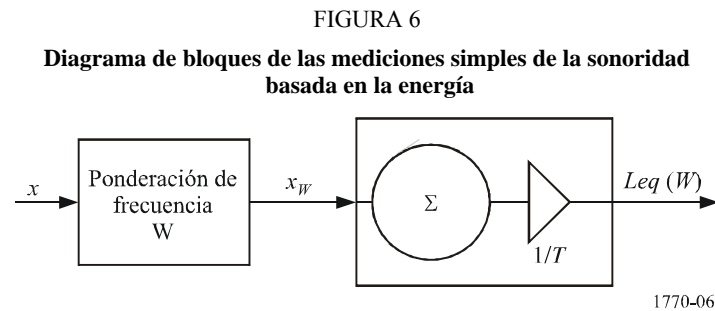 FIGURA 6
Diagrama de bloques de las mediciones simples de la sonoridad
basada en la energía
x
Ponderación de
frecuencia
W
x_W
Σ
1/T
Leq (W)
1770-06